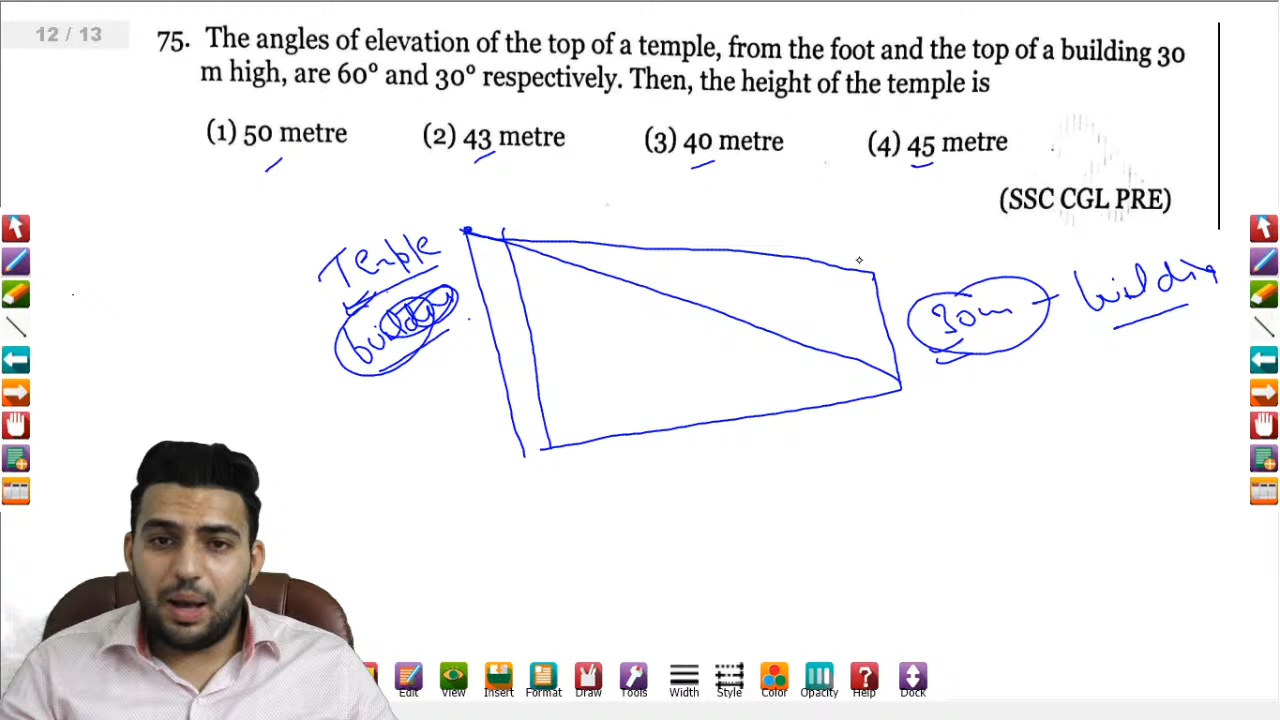 12 / 13
75. The angles of elevation of the top of a temple, from the foot and the top of a building 30
m high, are 60° and 30° respectively. Then, the height of the temple is
(1) 50 metre (2) 43 metre (3) 40 metre (4) 45 metre
(SSC CGL PRE)
Temple
building
30m
building
Edit View Insert Format Draw Tools Width Style Color Opacity Help Dock